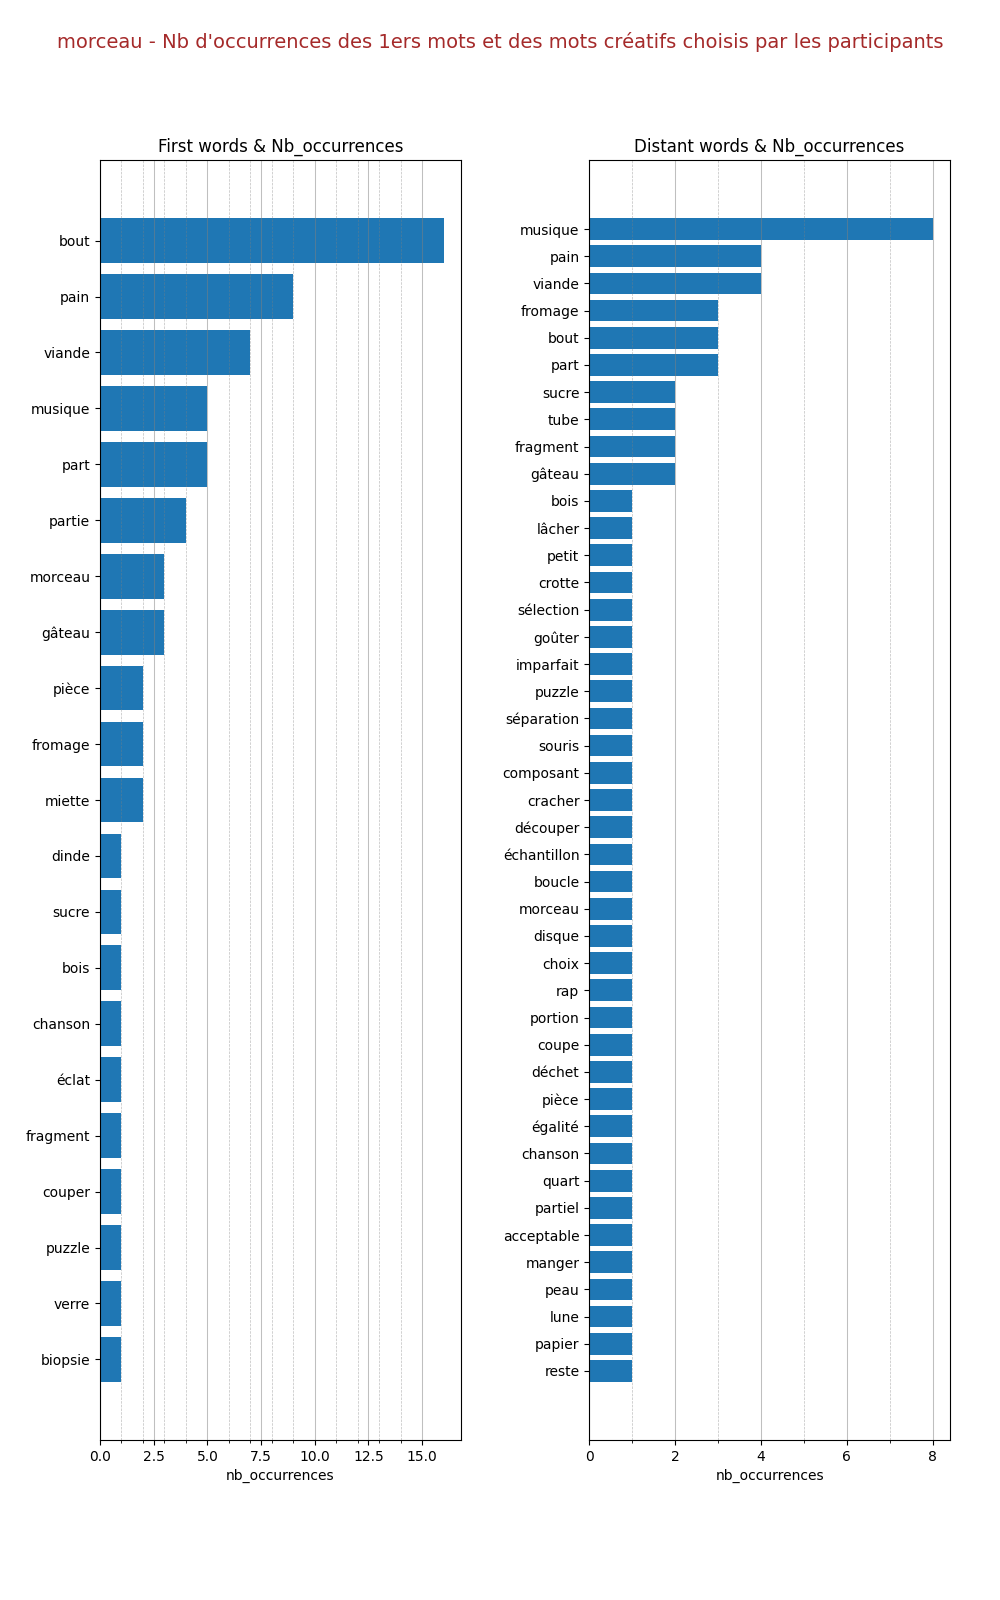 morceau - Nb d'occurrences des 1ers mots et des mots créatifs choisis par les participants
First words & Nb_occurrences
bout
pain
viande
musique
part
partie
morceau
gâteau
pièce
fromage
miette
dinde
sucre
bois
chanson
éclat
fragment
couper
puzzle
verre
biopsie
0.0 2.5 5.0 7.5 10.0 12.5 15.0
nb_occurrences
Distant words & Nb_occurrences
musique
pain
viande
fromage
bout
part
sucre
tube
fragment
gâteau
bois
lâcher
petit
crotte
sélection
goûter
imparfait
puzzle
séparation
souris
composant
cracher
découper
échantillon
boucle
morceau
disque
choix
rap
portion
coupe
déchet
pièce
égalité
chanson
quart
partiel
acceptable
manger
peau
lune
papier
reste
0 2 4 6 8
nb_occurrences